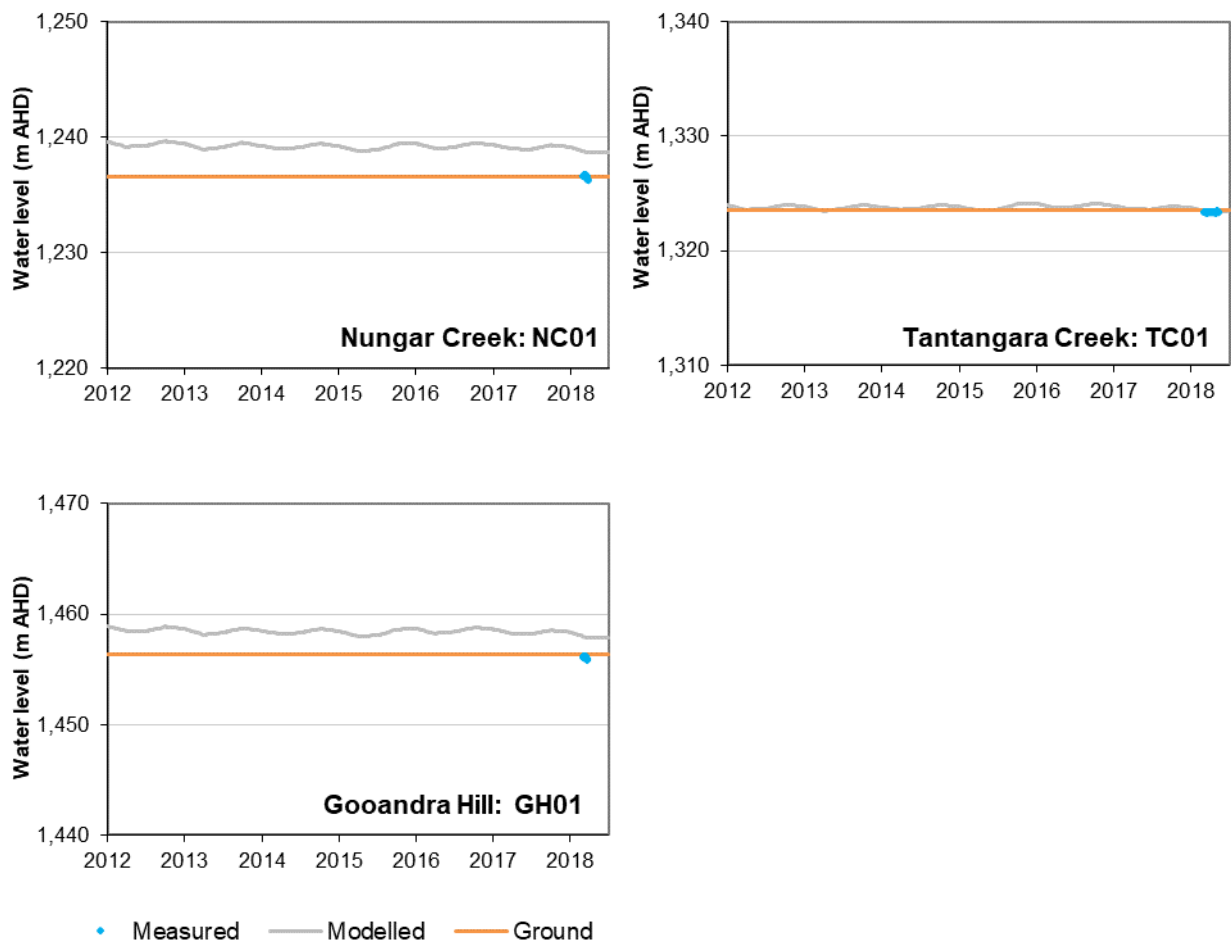 1,250
1,240
1,230
1,220
Water level (m AHD)
Nungar Creek: NC01
2012 2013 2014 2015 2016 2017 2018
1,340
1,330
1,320
1,310
Water level (m AHD)
Tantangara Creek: TC01
2012 2013 2014 2015 2016 2017 2018
1,470
1,460
1,450
1,440
Water level (m AHD)
Gooandra Hill: GH01
2012 2013 2014 2015 2016 2017 2018
Measured Modelled Ground